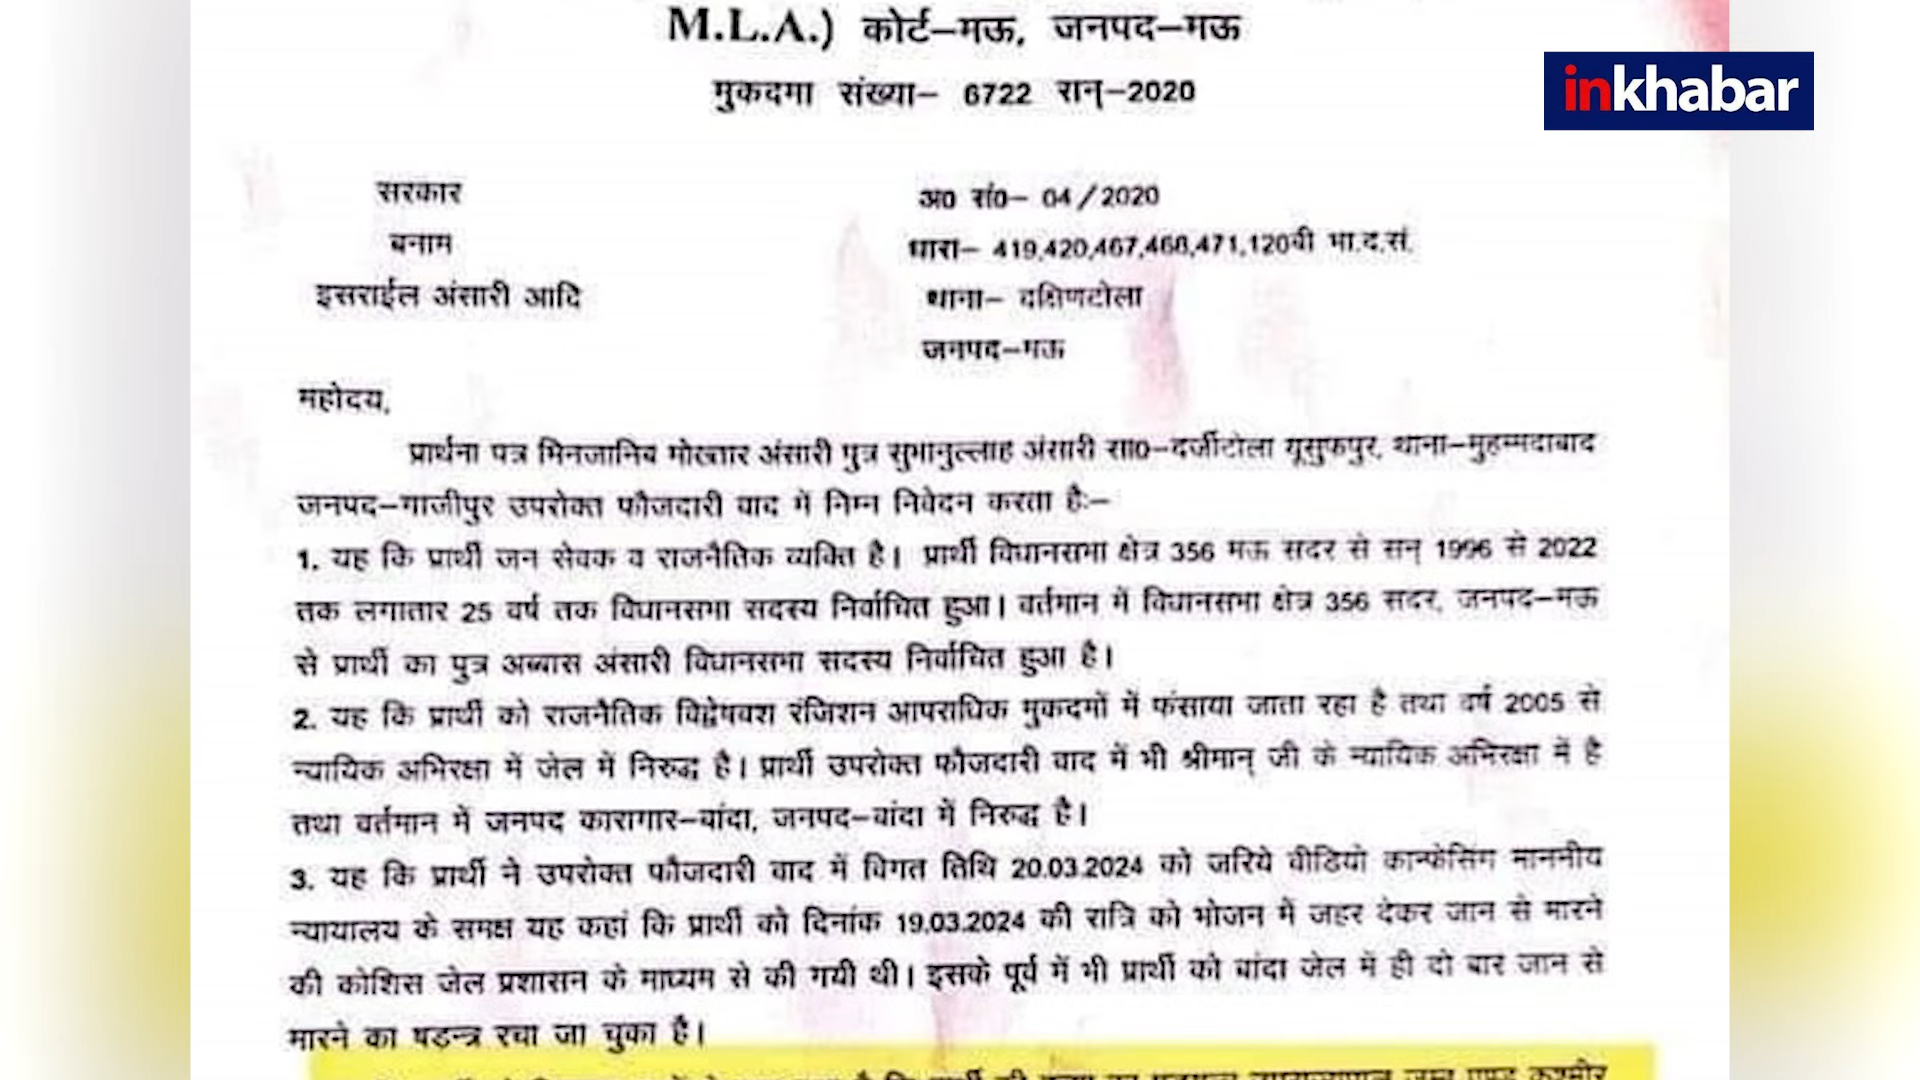 M.L.A.) कोर्ट–मऊ, जनपद–मऊ
inkhabar
मुकदमा संख्या– 6722 रान्–2020
सरकार
अ0 रां0– 04/2020
बनाम
धारा– 419,420,467,468,471,120वी भा.द.सं.
इसराईल अंसारी आदि
थाना– दक्षिणटोला
जनपद–मऊ
महोदय,
प्रार्थना पत्र मिनजानिब मोख्तार अंसारी पुत्र सुभानुल्लाह अंसारी सा0–दर्जीटोला यूसुफपुर, थाना–मुहम्मदाबाद
जनपद–गाजीपुर उपरोक्त फौजदारी वाद में निम्न निवेदन करता हैः–
1. यह कि प्रार्थी जन सेवक व राजनैतिक व्यक्ति है। प्रार्थी विधानसभा क्षेत्र 356 मऊ सदर से सन् 1996 से 2022
तक लगातार 25 वर्ष तक विधानसभा सदस्य निर्वाचित हुआ। वर्तमान में विधानसभा क्षेत्र 356 सदर, जनपद–मऊ
से प्रार्थी का पुत्र अब्बास अंसारी विधानसभा सदस्य निर्वाचित हुआ है।
2. यह कि प्रार्थी को राजनैतिक विद्वेषवश रंजिशन आपराधिक मुकदमों में फंसाया जाता रहा है तथा वर्ष 2005 से
न्यायिक अभिरक्षा में जेल में निरुद्ध है। प्रार्थी उपरोक्त फौजदारी वाद में भी श्रीमान् जी के न्यायिक अभिरक्षा में है
तथा वर्तमान में जनपद कारागार–बांदा, जनपद–बांदा में निरुद्ध है।
3. यह कि प्रार्थी ने उपरोक्त फौजदारी वाद में विगत तिथि 20.03.2024 को जरिये वीडियो कान्फेसिंग माननीय
न्यायालय के समक्ष यह कहां कि प्रार्थी को दिनांक 19.03.2024 की रात्रि को भोजन में जहर देकर जान से मारने
की कोशिस जेल प्रशासन के माध्यम से की गयी थी। इसके पूर्व में भी प्रार्थी को बांदा जेल में ही दो बार जान से
मारने का षड़न्त्र रचा जा चुका है।